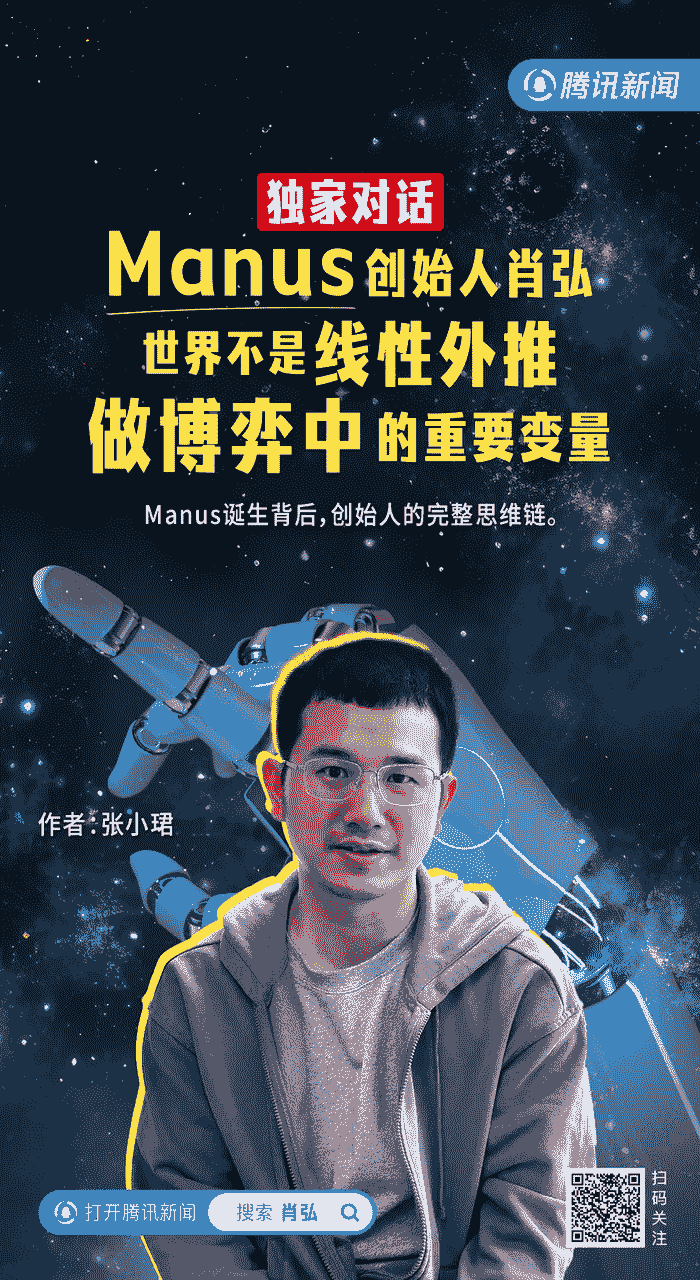 腾讯新闻
独家对话
Manus创始人肖弘
世界不是线性外推
做博弈中的重要变量
Manus诞生背后，创始人的完整思维链。
作者：张小珺
打开腾讯新闻
搜索 肖弘
扫码关注